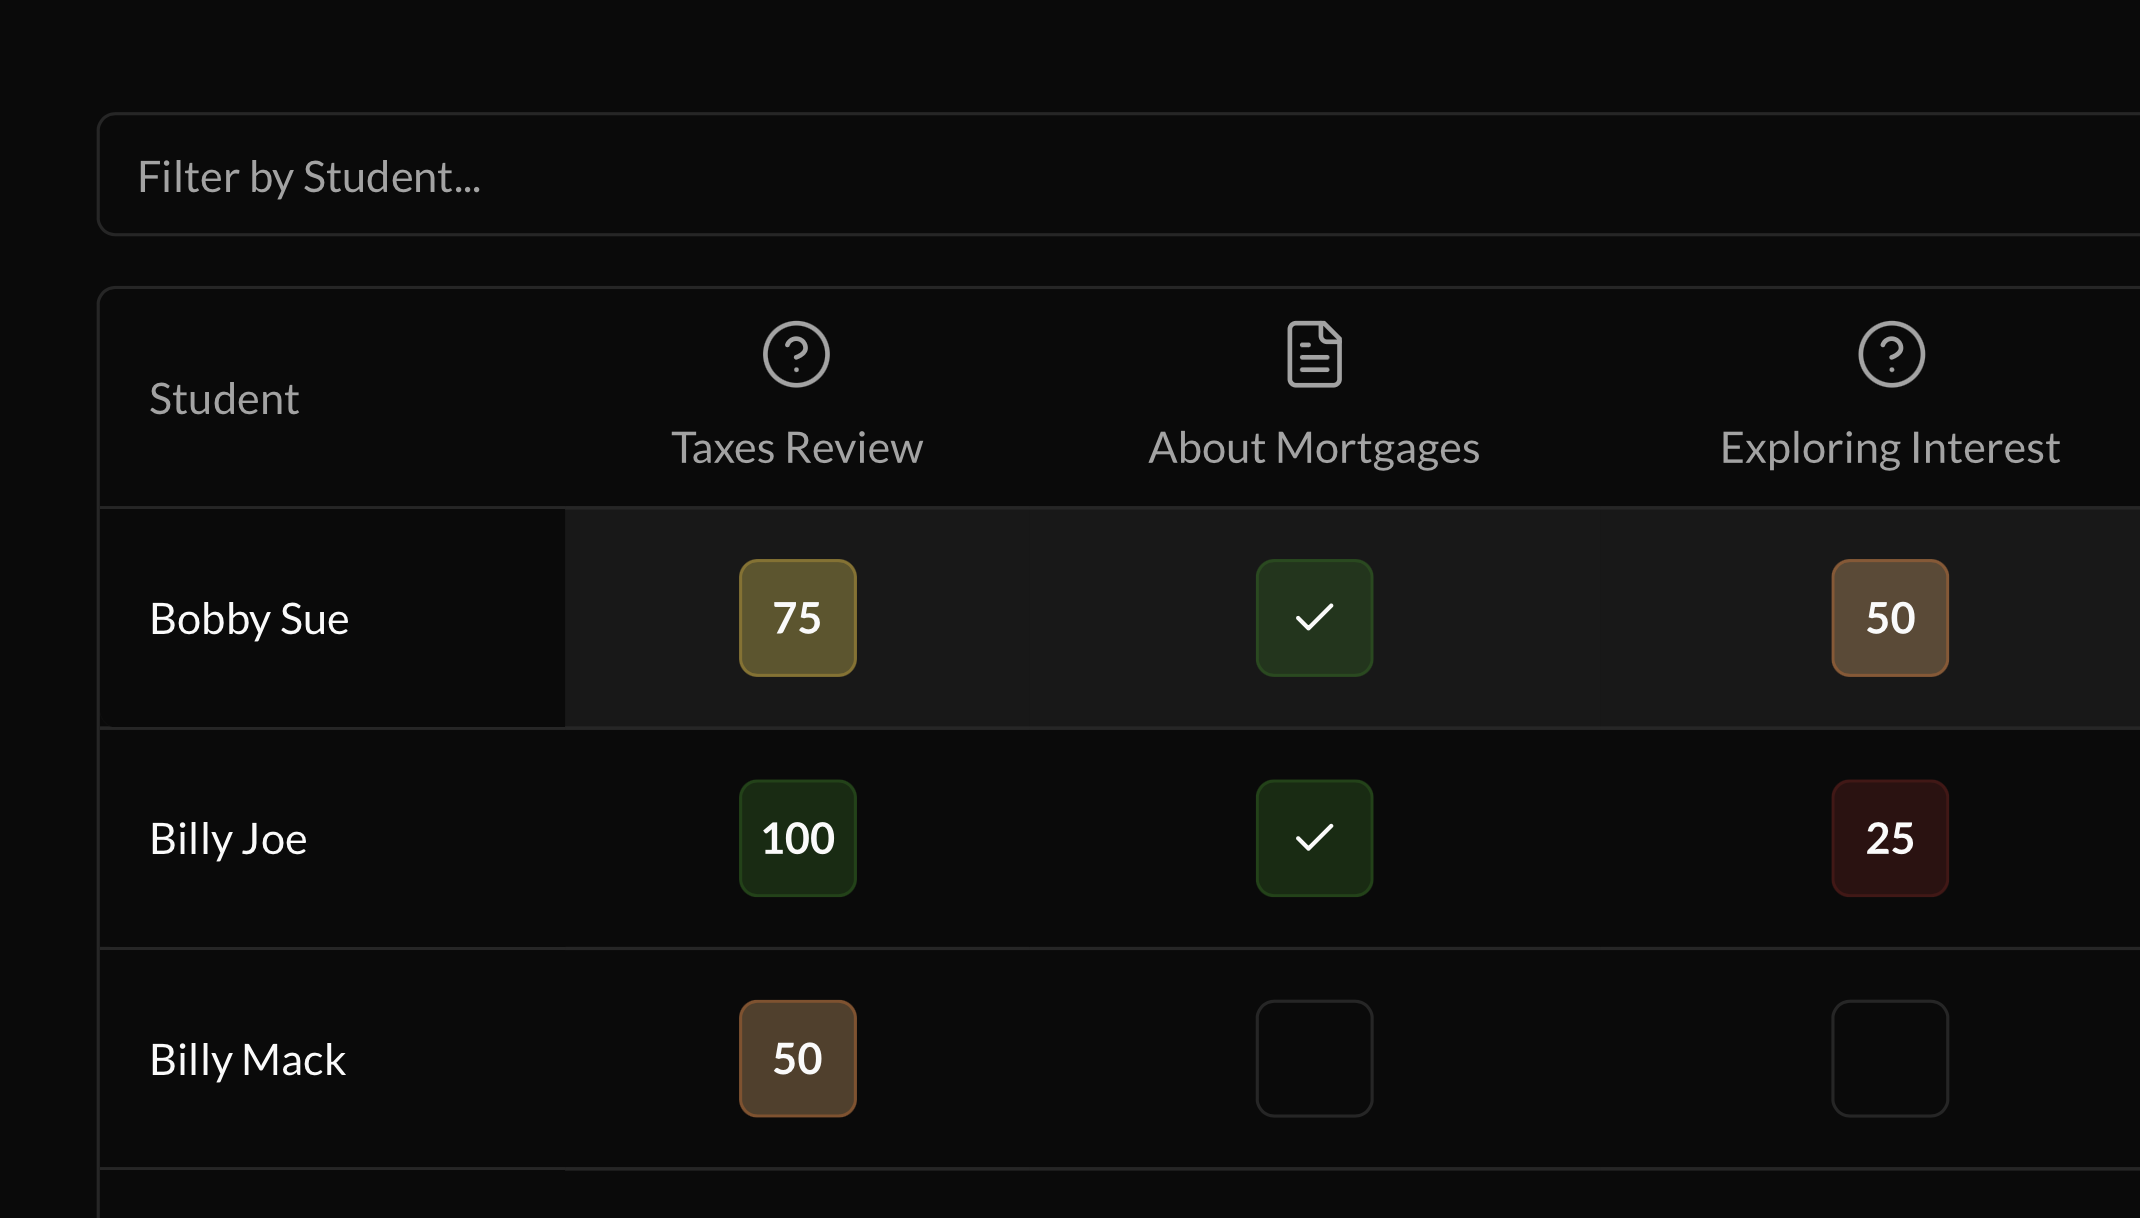 Filter by Student...
Student
Taxes Review
About Mortgages
Exploring Interest
Bobby Sue
75
50
Billy Joe
100
25
Billy Mack
50